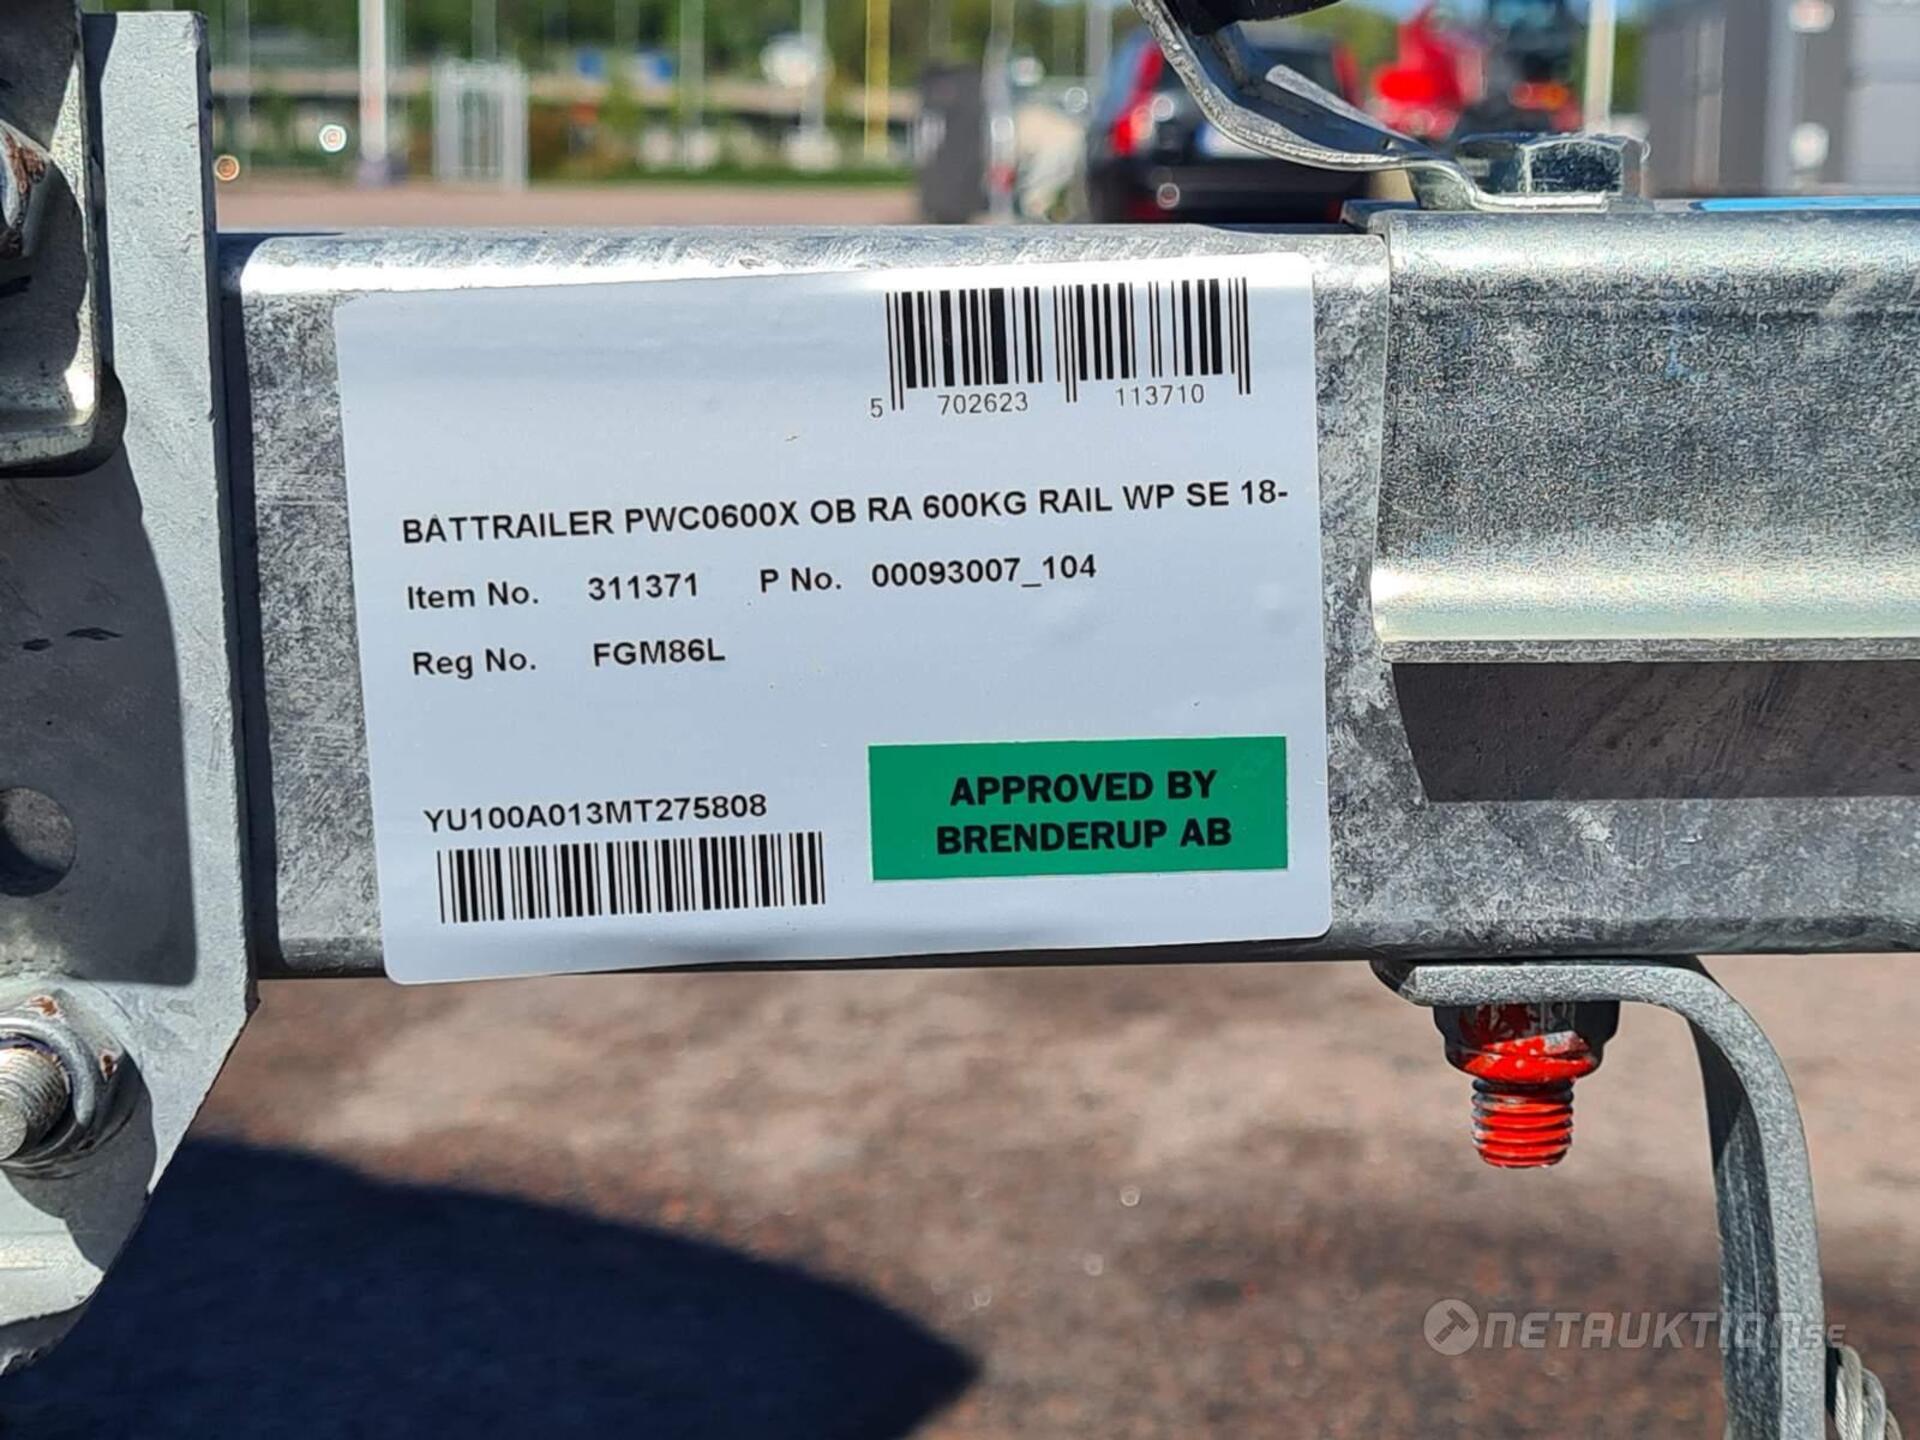 5 702623 113710
BÅTTRAILER PWC0600X OB RA 600KG RAIL WP SE 18-
Item No. 311371 P No. 00093007_104
Reg No. FGM86L
YU100A013MT275808
APPROVED BY
BRENDERUP AB
NETAUKTION.SE